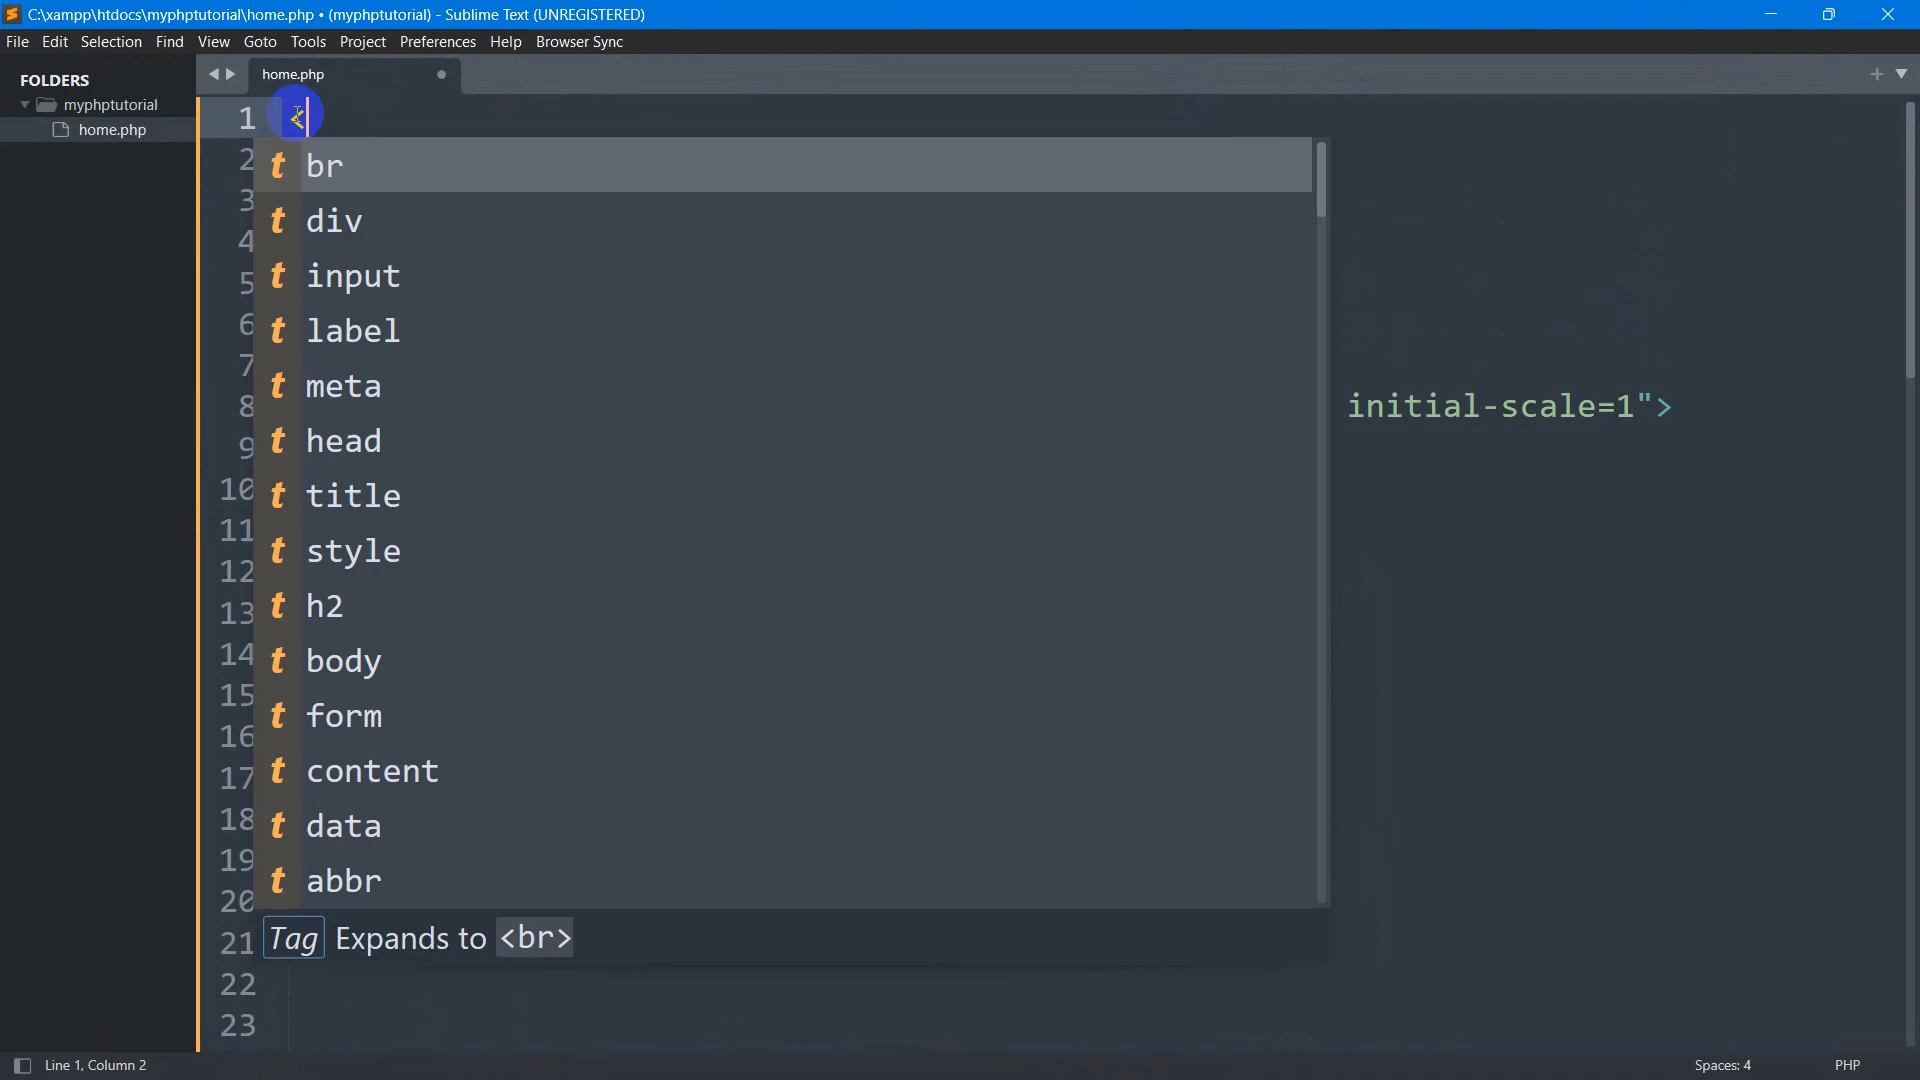 C:\xampp\htdocs\myphptutorial\home.php • (myphptutorial) - Sublime Text (UNREGISTERED)
File Edit Selection Find View Goto Tools Project Preferences Help Browser Sync
FOLDERS
myphptutorial
home.php
home.php
1 <
2 br
3 div
4
5 input
6 label
7 meta
8 initial-scale=1">
9 head
10 title
11 style
12
13 h2
14 body
15
16 form
17 content
18 data
19
20 abbr
21 Tag Expands to <br>
22
23
Line 1, Column 2
Spaces: 4
PHP